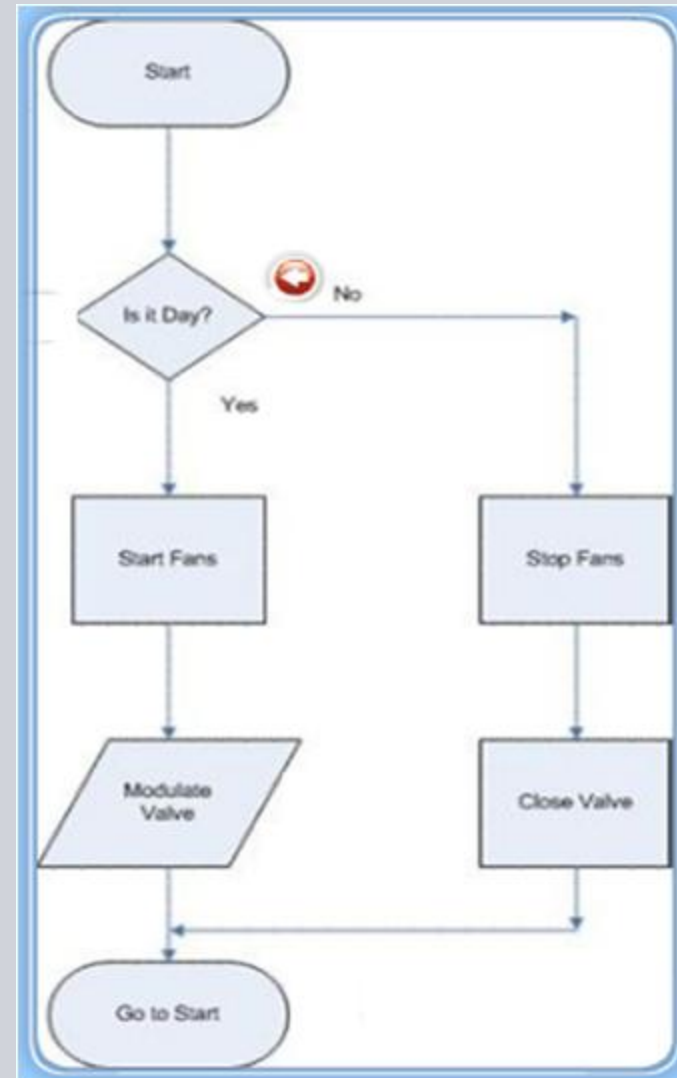 Start
Is it Day?
No
Yes
Start Fans
Stop Fans
Modulate
Valve
Close Valve
Go to Start